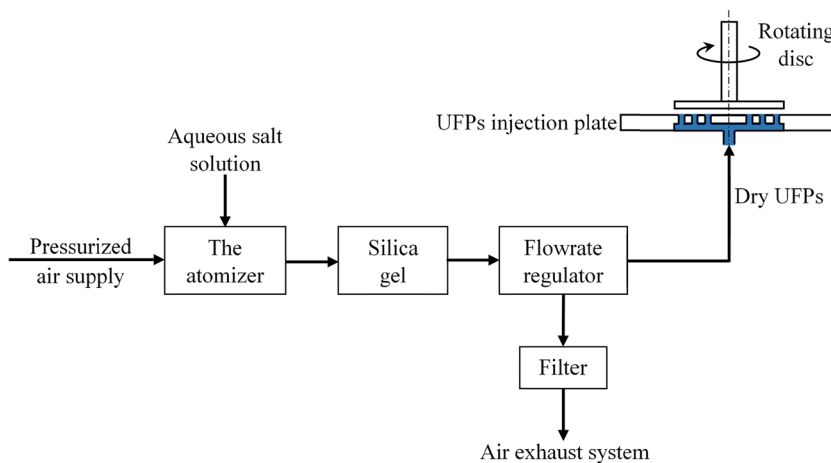 Rotating
disc
UFPs injection plate
Aqueous salt
solution
Dry UFPs
Pressurized
air supply
The
atomizer
Silica
gel
Flowrate
regulator
Filter
Air exhaust system